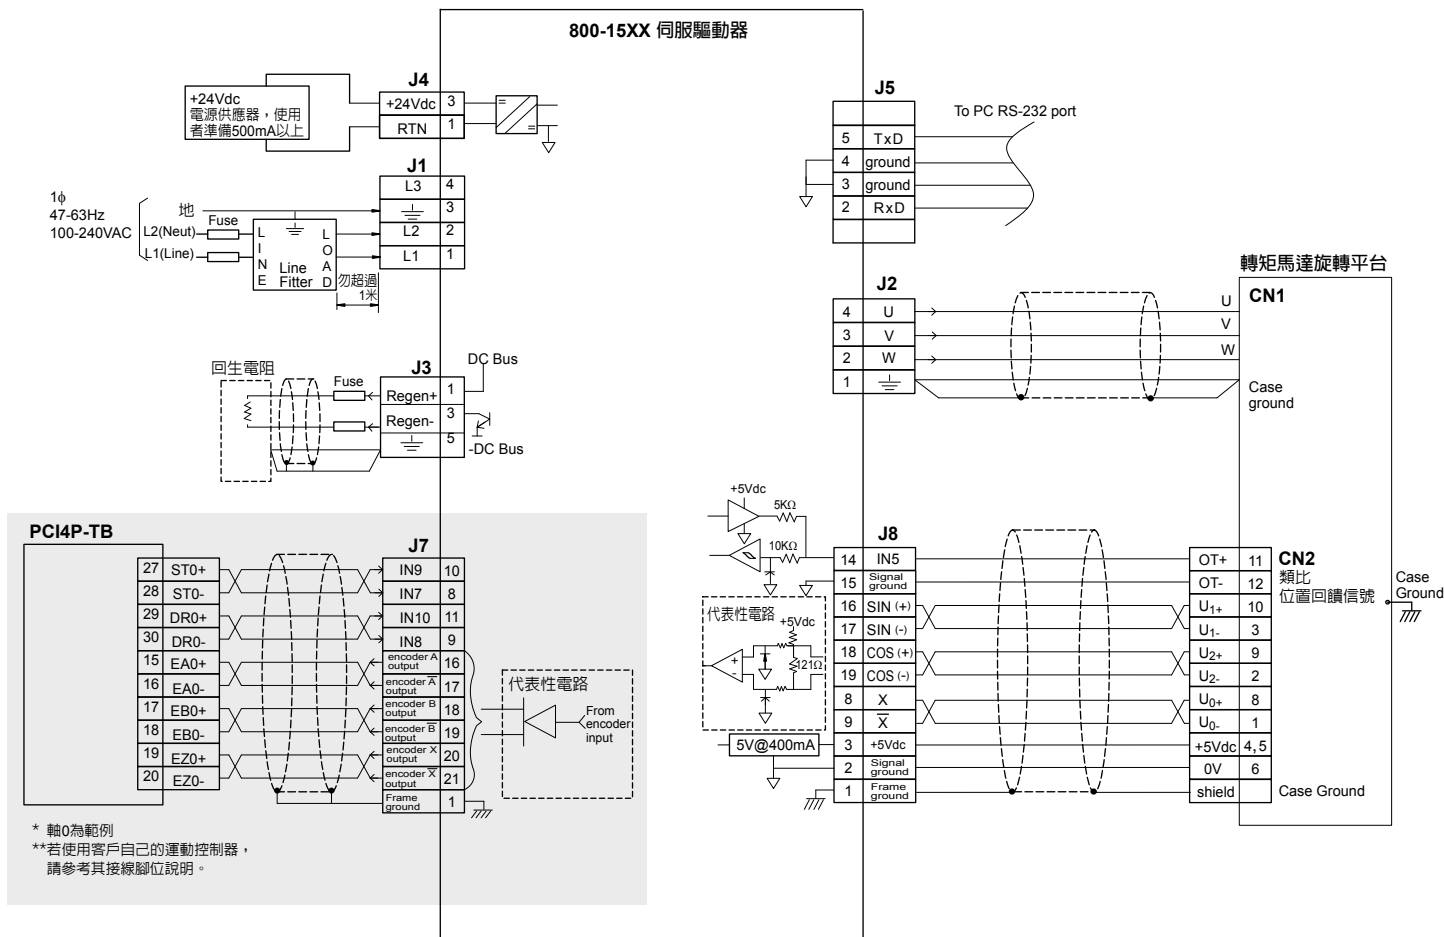 800-15XX 伺服驅動器
J4
+24Vdc
電源供應器，使用
者準備500mA以上
+24Vdc 3
RTN 1
J1
L3 4
3
L2 2
L1 1
1ϕ
47-63Hz
100-240VAC
地
L2(Neut)
L1(Line)
Fuse
LINE
Line
Fitter
LOAD
勿超過
1米
J3
回生電阻
Fuse
Regen+ 1
Regen- 3
5
DC Bus
-DC Bus
PCI4P-TB
27 ST0+
28 ST0-
29 DR0+
30 DR0-
15 EA0+
16 EA0-
17 EB0+
18 EB0-
19 EZ0+
20 EZ0-
J7
IN9 10
IN7 8
IN10 11
IN8 9
encoder A
output 16
encoder A̅
output 17
encoder B
output 18
encoder B̅
output 19
encoder X
output 20
encoder X̅
output 21
Frame
ground 1
代表性電路
From
encoder
input
* 軸0為範例
**若使用客戶自己的運動控制器，
請參考其接線腳位說明。
J5
To PC RS-232 port
5 TxD
4 ground
3 ground
2 RxD
J2
4 U
3 V
2 W
1
U
V
W
轉矩馬達旋轉平台
CN1
Case
ground
+5Vdc
5KΩ
10KΩ
代表性電路
+5Vdc
+
-
121Ω
5V@400mA
J8
14 IN5
15 Signal
ground
16 SIN (+)
17 SIN (-)
18 COS (+)
19 COS (-)
8 X
9 X̅
3 +5Vdc
2 Signal
ground
1 Frame
ground
OT+ 11
OT- 12
U1+ 10
U1- 3
U2+ 9
U2- 2
U0+ 8
U0- 1
+5Vdc 4,5
0V 6
shield
CN2
類比
位置回饋信號
Case
Ground
Case Ground